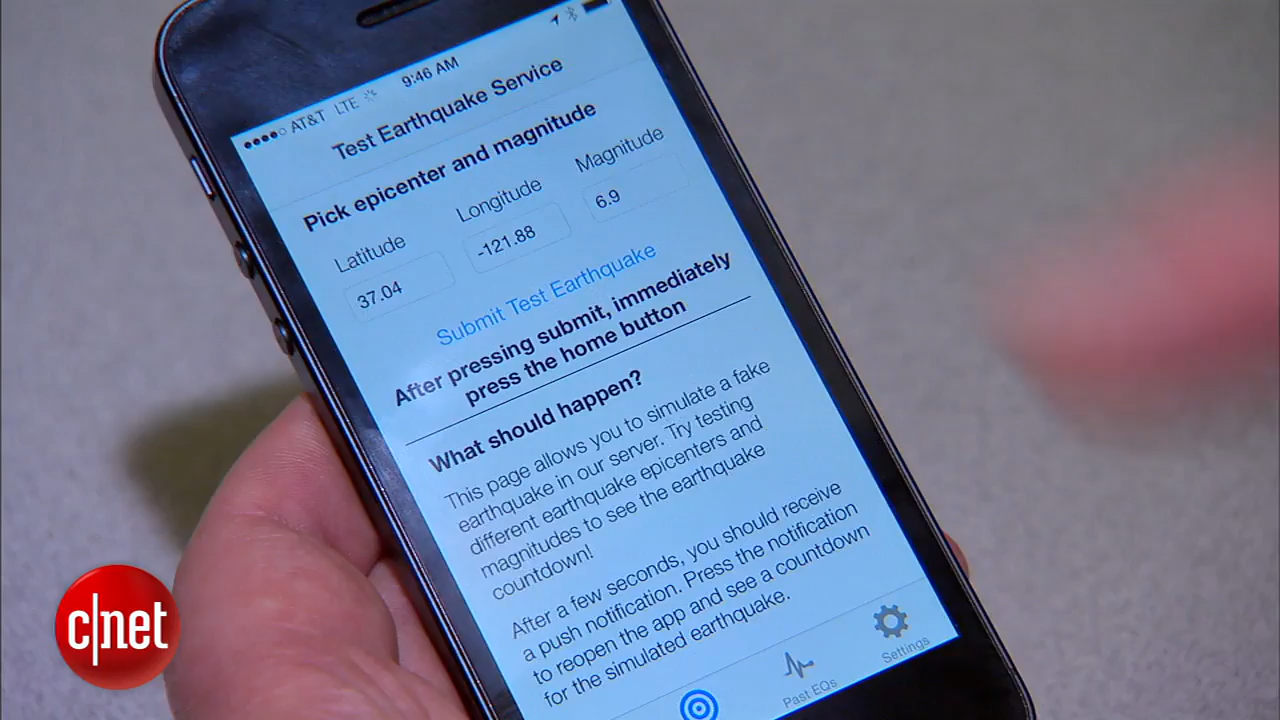 AT&T LTE 9:46 AM
Test Earthquake Service
Pick epicenter and magnitude
Latitude Longitude Magnitude
37.04 -121.88 6.9
Submit Test Earthquake
After pressing submit, immediately
press the home button
What should happen?
This page allows you to simulate a fake
earthquake in our server. Try testing
different earthquake epicenters and
magnitudes to see the earthquake
countdown!
After a few seconds, you should receive
a push notification. Press the notification
to reopen the app and see a countdown
for the simulated earthquake.
Past EQs Settings
c|net